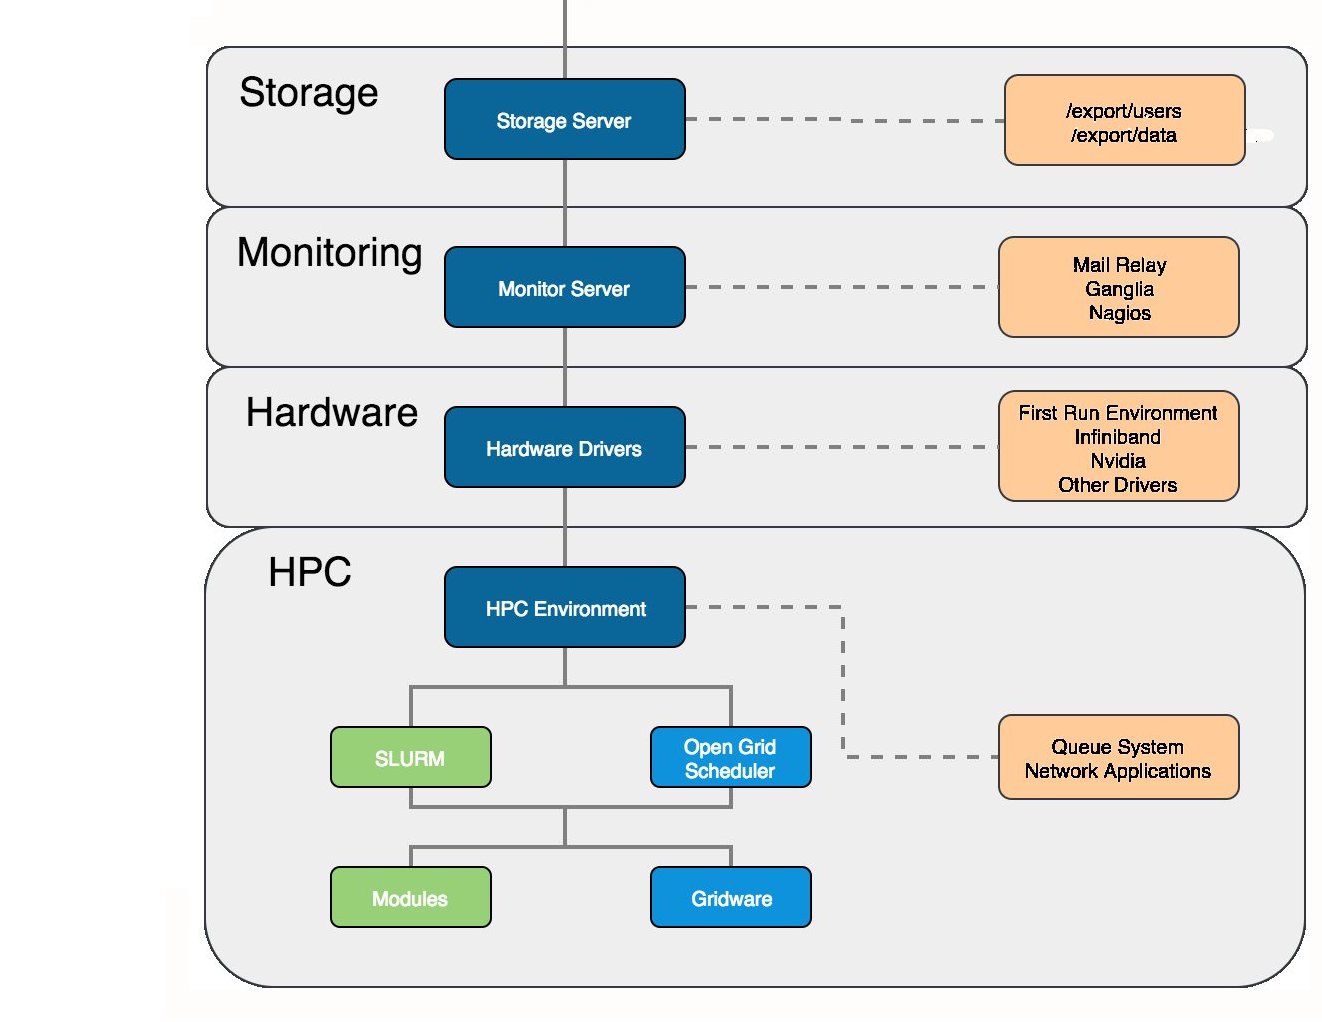 Storage
Storage Server
/export/users
/export/data
Monitoring
Monitor Server
Mail Relay
Ganglia
Nagios
Hardware
Hardware Drivers
First Run Environment
Infiniband
Nvidia
Other Drivers
HPC
HPC Environment
SLURM
Open Grid
Scheduler
Queue System
Network Applications
Modules
Gridware